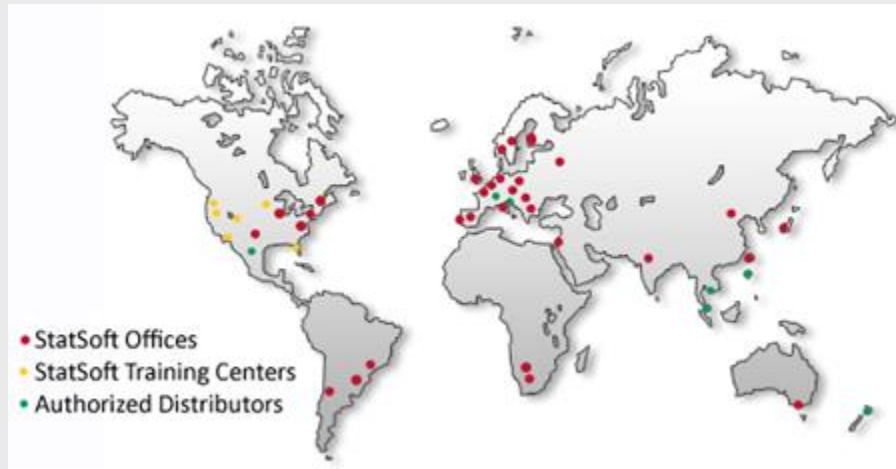 StatSoft Offices
StatSoft Training Centers
Authorized Distributors